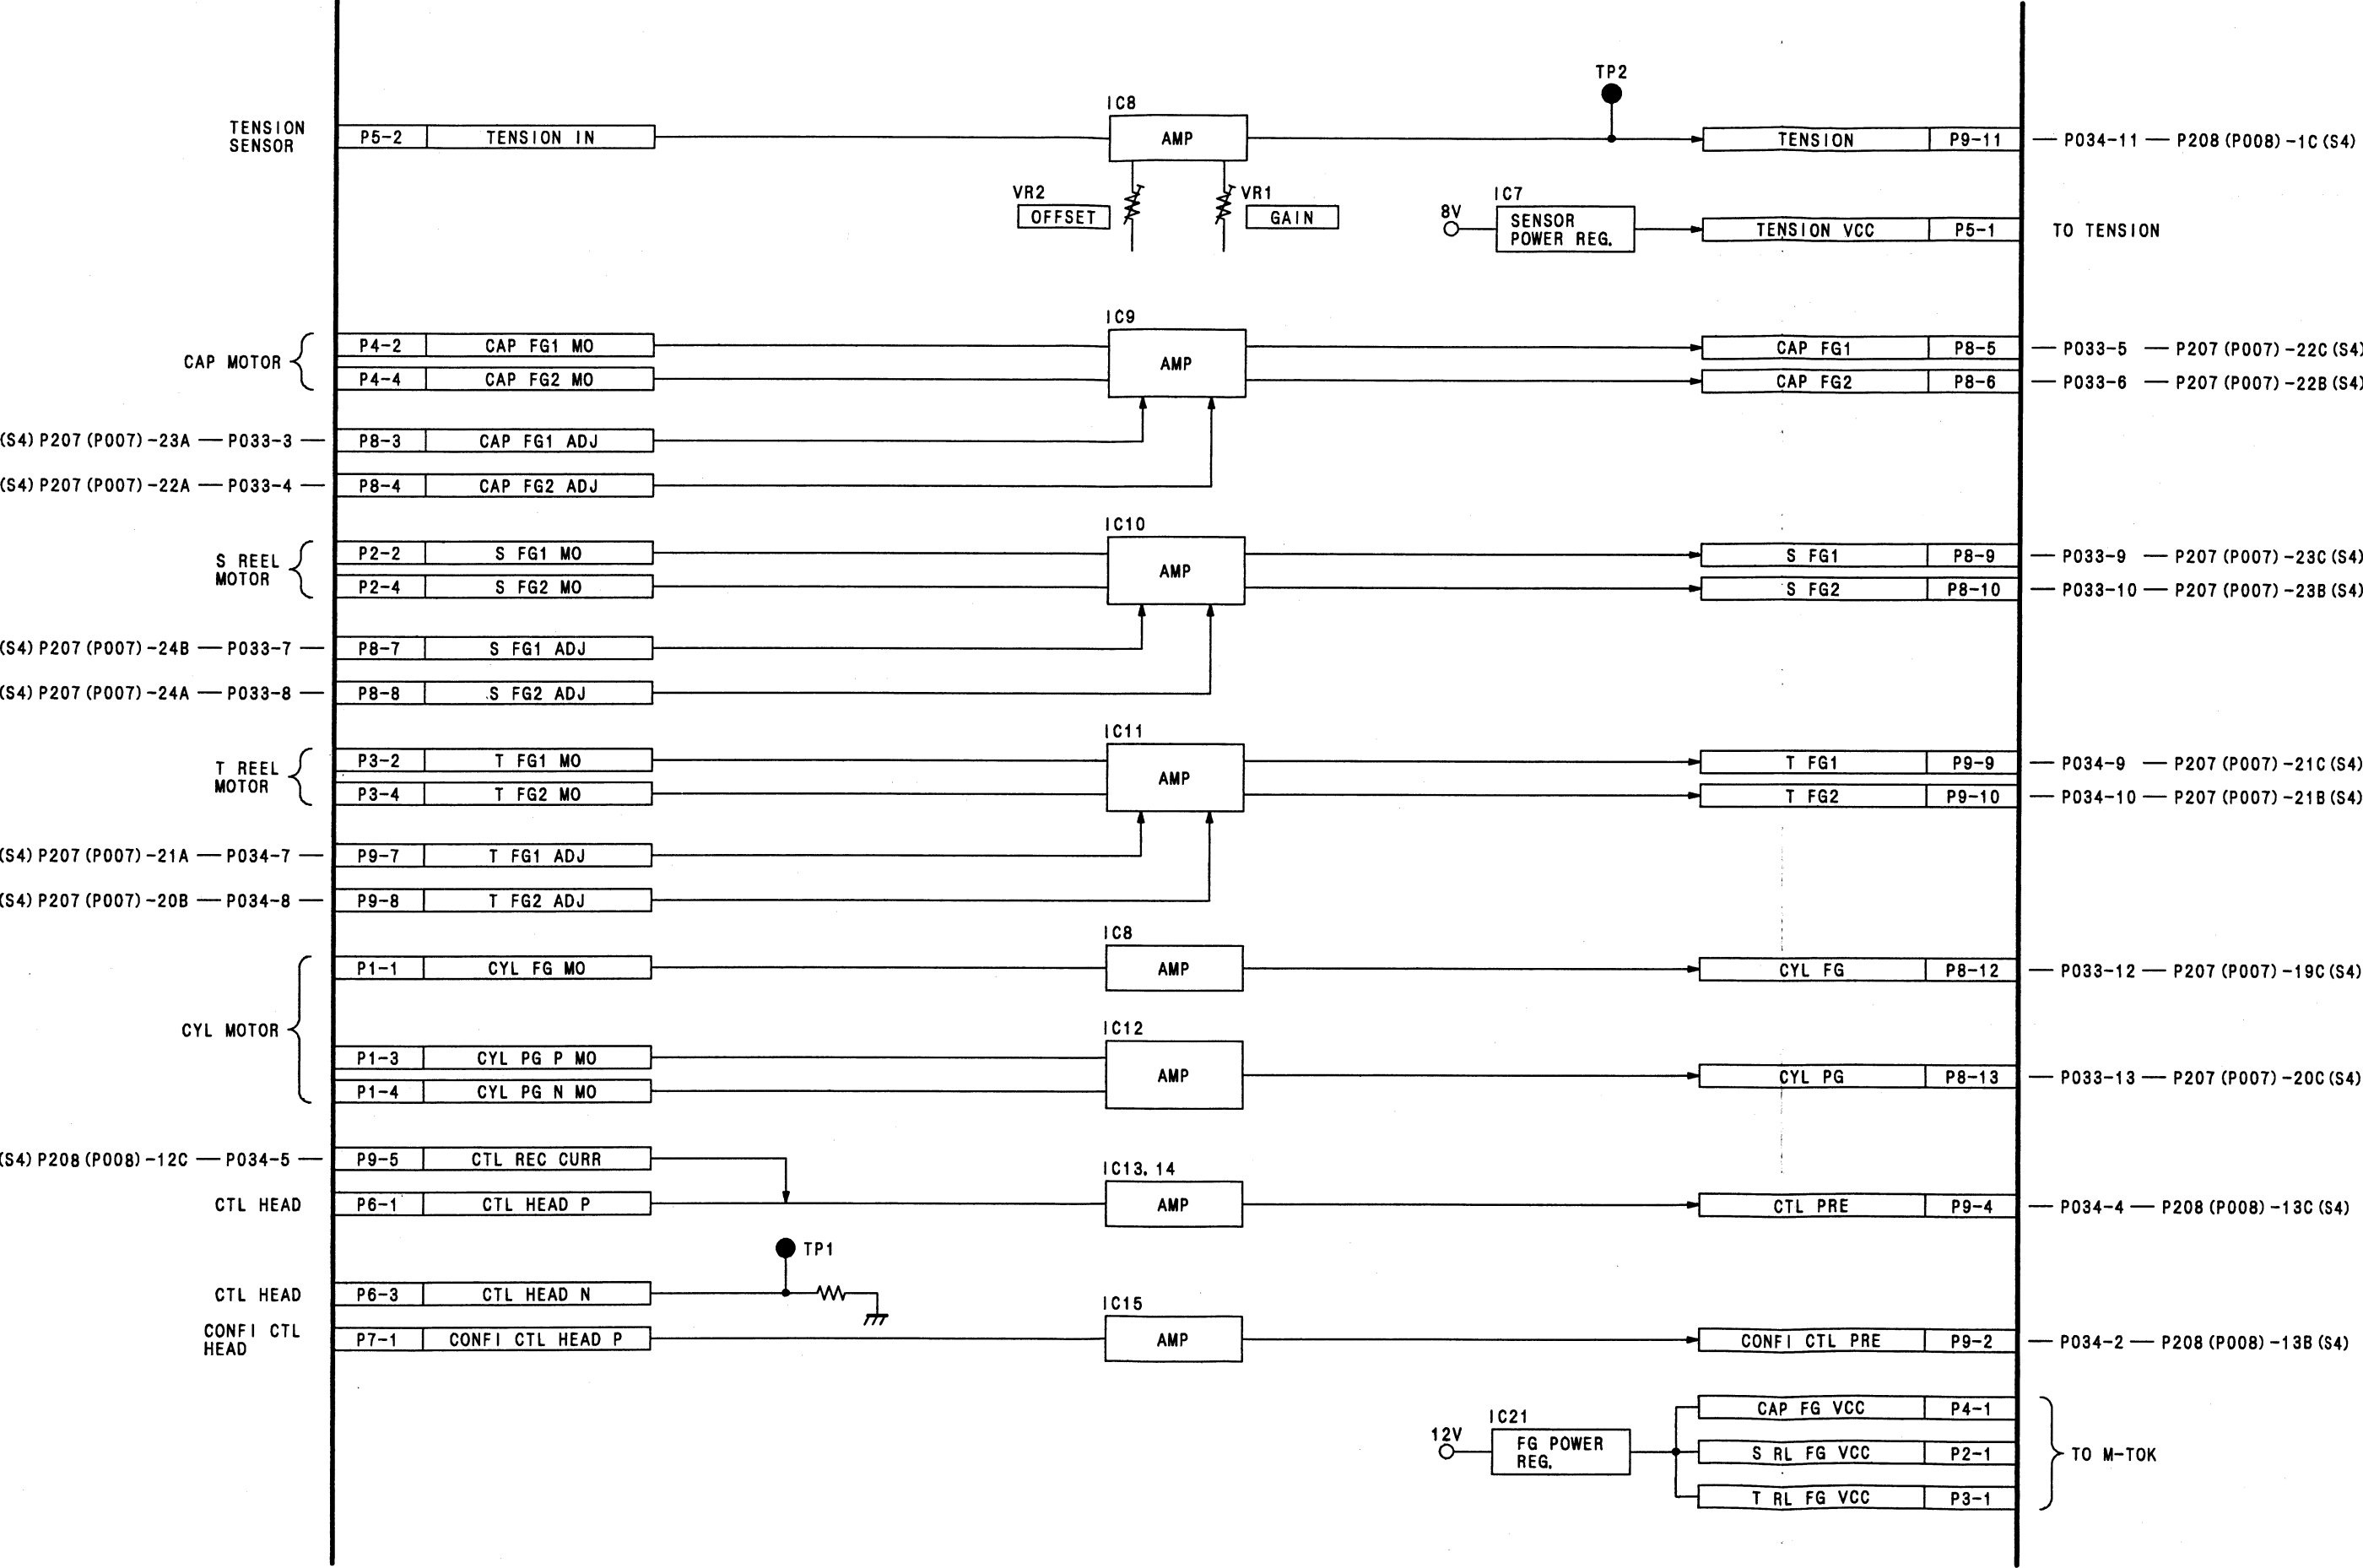 TP2
IC8
TENSION SENSOR P5-2 TENSION IN AMP TENSION P9-11 P034-11 P208(P008)-1C(S4)
VR2 OFFSET VR1 GAIN
IC7
8V SENSOR POWER REG. TENSION VCC P5-1 TO TENSION
IC9
CAP MOTOR
P4-2 CAP FG1 MO AMP CAP FG1 P8-5 P033-5 P207(P007)-22C(S4)
P4-4 CAP FG2 MO CAP FG2 P8-6 P033-6 P207(P007)-22B(S4)
(S4)P207(P007)-23A P033-3 P8-3 CAP FG1 ADJ
(S4)P207(P007)-22A P033-4 P8-4 CAP FG2 ADJ
IC10
S REEL MOTOR
P2-2 S FG1 MO AMP S FG1 P8-9 P033-9 P207(P007)-23C(S4)
P2-4 S FG2 MO S FG2 P8-10 P033-10 P207(P007)-23B(S4)
(S4)P207(P007)-24B P033-7 P8-7 S FG1 ADJ
(S4)P207(P007)-24A P033-8 P8-8 S FG2 ADJ
IC11
T REEL MOTOR
P3-2 T FG1 MO AMP T FG1 P9-9 P034-9 P207(P007)-21C(S4)
P3-4 T FG2 MO T FG2 P9-10 P034-10 P207(P007)-21B(S4)
(S4)P207(P007)-21A P034-7 P9-7 T FG1 ADJ
(S4)P207(P007)-20B P034-8 P9-8 T FG2 ADJ
IC8
P1-1 CYL FG MO AMP CYL FG P8-12 P033-12 P207(P007)-19C(S4)
CYL MOTOR
IC12
P1-3 CYL PG P MO AMP CYL PG P8-13 P033-13 P207(P007)-20C(S4)
P1-4 CYL PG N MO
(S4)P208(P008)-12C P034-5 P9-5 CTL REC CURR
IC13,14
CTL HEAD P6-1 CTL HEAD P AMP CTL PRE P9-4 P034-4 P208(P008)-13C(S4)
TP1
CTL HEAD P6-3 CTL HEAD N
IC15
CONFI CTL HEAD P7-1 CONFI CTL HEAD P AMP CONFI CTL PRE P9-2 P034-2 P208(P008)-13B(S4)
CAP FG VCC P4-1
IC21
12V FG POWER REG. S RL FG VCC P2-1 TO M-TOK
T RL FG VCC P3-1